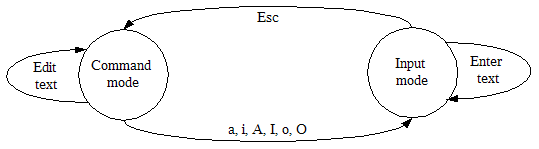 Esc
Edit
text
Command
mode
Input
mode
Enter
text
a, i, A, I, o, O